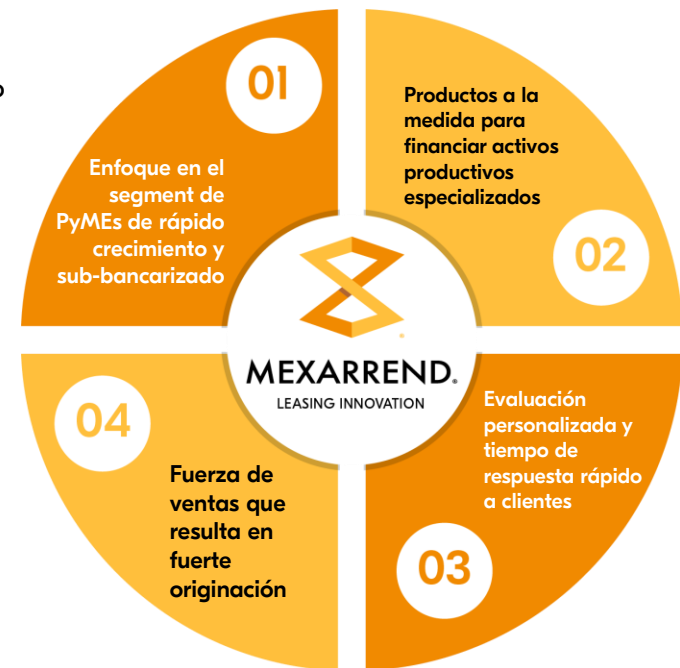 o
01
Enfoque en el
segment de
PyMEs de rápido
crecimiento y
sub-bancarizado
Productos a la
medida para
financiar activos
productivos
especializados
02
MEXARREND®
LEASING INNOVATION
Evaluación
personalizada y
tiempo de
respuesta rápido
a clientes
03
04
Fuerza de
ventas que
resulta en
fuerte
originación